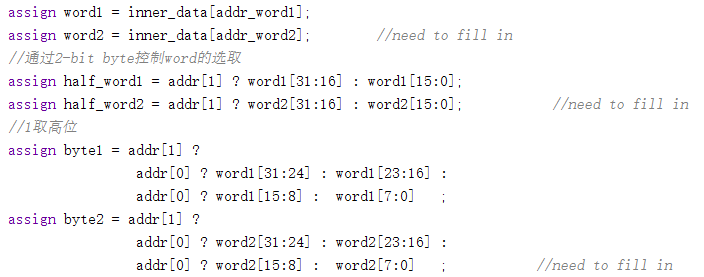 assign word1 = inner_data[addr_word1];
assign word2 = inner_data[addr_word2];        //need to fill in
//通过2-bit byte控制word的选取
assign half_word1 = addr[1] ? word1[31:16] : word1[15:0];
assign half_word2 = addr[1] ? word2[31:16] : word2[15:0];           //need to fill in
//1取高位
assign byte1 = addr[1] ?
                addr[0] ? word1[31:24] : word1[23:16] :
                addr[0] ? word1[15:8] :  word1[7:0]   ;
assign byte2 = addr[1] ?
                addr[0] ? word2[31:24] : word2[23:16] :
                addr[0] ? word2[15:8] :  word2[7:0]   ;           //need to fill in